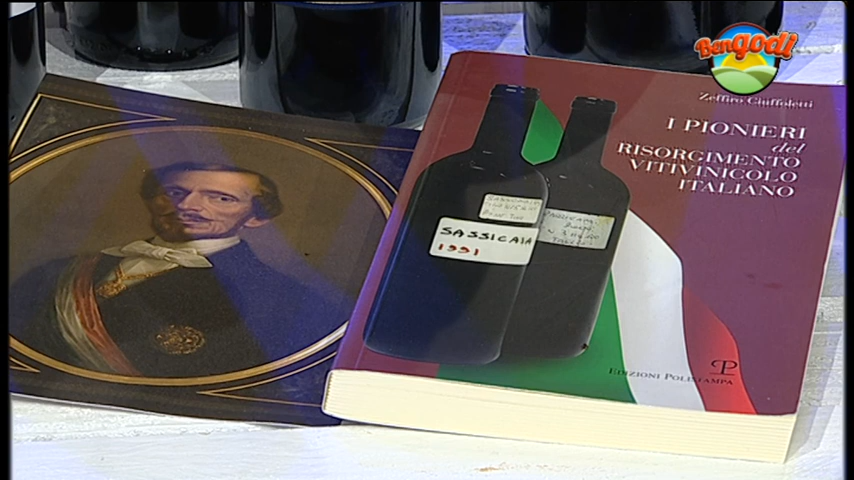 Bengodi
Zeffiro Ciuffoletti
I PIONIERI
del
RISORGIMENTO
VITIVINICOLO
ITALIANO
SASSICAIA
1991
EDIZIONI POLISTAMPA